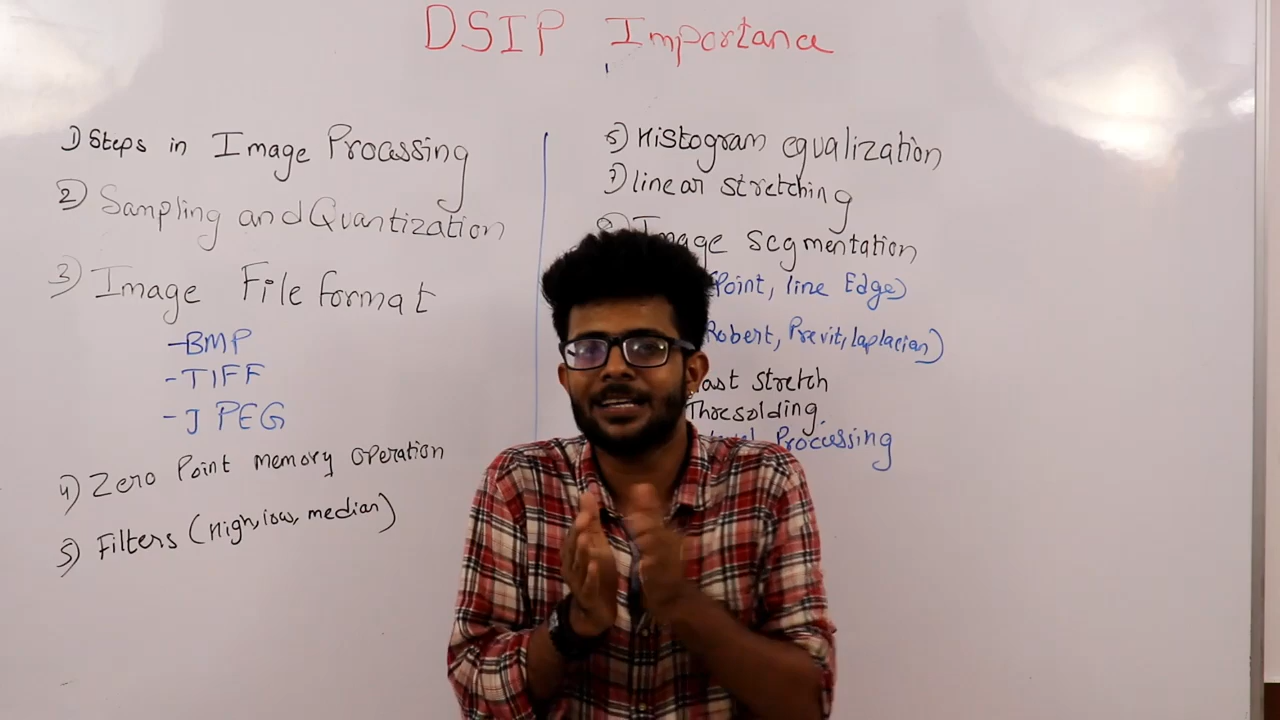 DSIP Importance
1) Steps in Image Processing
2) Sampling and Quantization
3) Image File format
-BMP
-TIFF
-JPEG
4) Zero Point memory operation
5) Filters (High, low, median)
6) Histogram equalization
7) linear stretching
8) Image segmentation
Point, line Edge)
Robert, Previt, laplacian)
ast stretch
Thresolding.
Processing